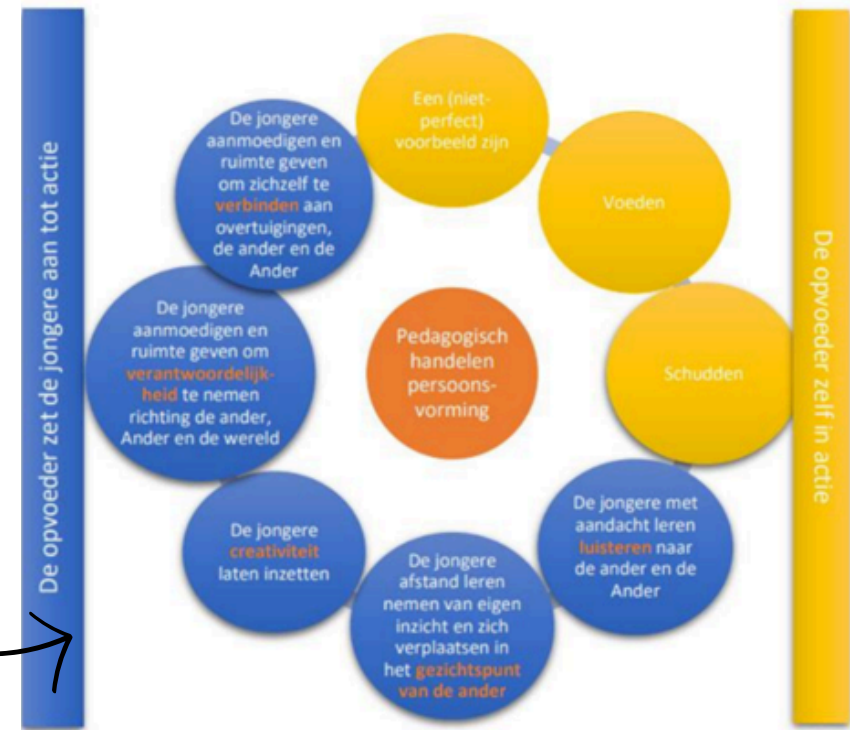 De opvoeder zet de jongere aan tot actie
Een (niet-
perfect)
voorbeeld zijn
Voeden
Schudden
De jongere met
aandacht leren
luisteren naar
de ander en de
Ander
De jongere
afstand leren
nemen van eigen
inzicht en zich
verplaatsen in
het gezichtspunt
van de ander
De jongere
creativiteit
laten inzetten
De jongere
aanmoedigen en
ruimte geven om
verantwoordelijk-
heid te nemen
richting de ander,
Ander en de wereld
De jongere
aanmoedigen en
ruimte geven
om zichzelf te
verbinden aan
overtuigingen,
de ander en de
Ander
Pedagogisch
handelen
persoons-
vorming
De opvoeder zelf in actie